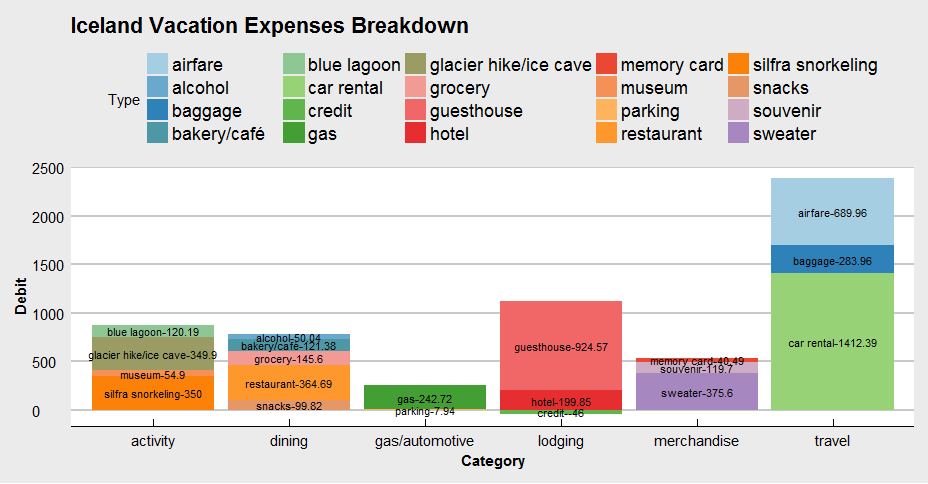 Iceland Vacation Expenses Breakdown
airfare blue lagoon glacier hike/ice cave memory card silfra snorkeling
alcohol car rental grocery museum snacks
Type
baggage credit guesthouse parking souvenir
bakery/café gas hotel restaurant sweater
2500
2000
1500
1000
500
0
Debit
blue lagoon-120.19
glacier hike/ice cave-349.9
museum-54.9
silfra snorkeling-350
alcohol-50.04
bakery/café-121.38
grocery-145.6
restaurant-364.69
snacks-99.82
gas-242.72
parking-7.94
guesthouse-924.57
hotel-199.85
credit--46
memory card-40.49
souvenir-119.7
sweater-375.6
airfare-689.96
baggage-283.96
car rental-1412.39
activity dining gas/automotive lodging merchandise travel
Category